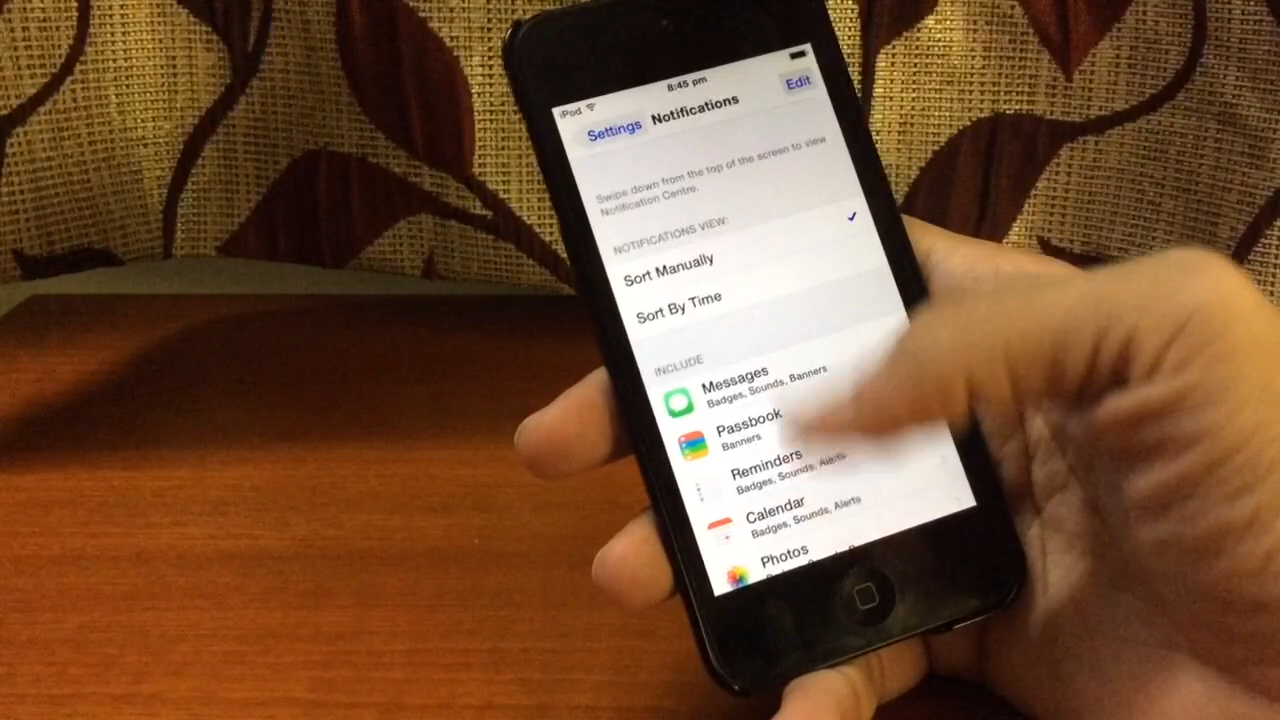 iPod
8:45 pm
Settings
Notifications
Edit
Swipe down from the top of the screen to view
Notification Centre.
NOTIFICATIONS VIEW:
Sort Manually
Sort By Time
INCLUDE
Messages
Badges, Sounds, Banners
Passbook
Banners
Reminders
Badges, Sounds, Alerts
Calendar
Badges, Sounds, Alerts
Photos